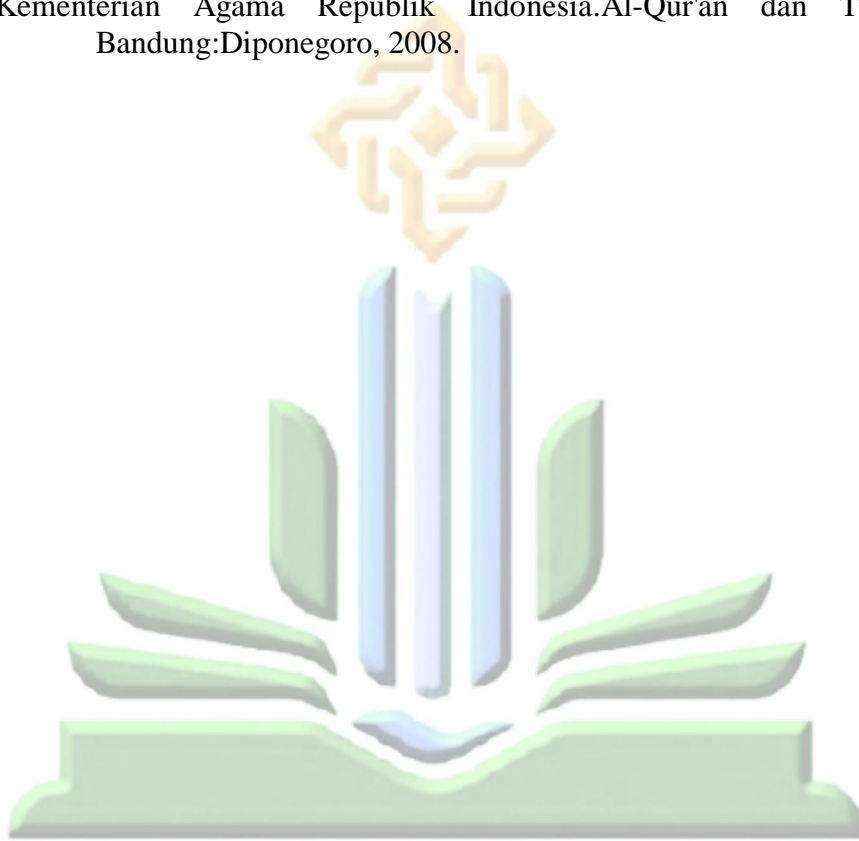 Kementerian Agama Republik Indonesia.Al-Qur'an dan
Bandung:Diponegoro, 2008.